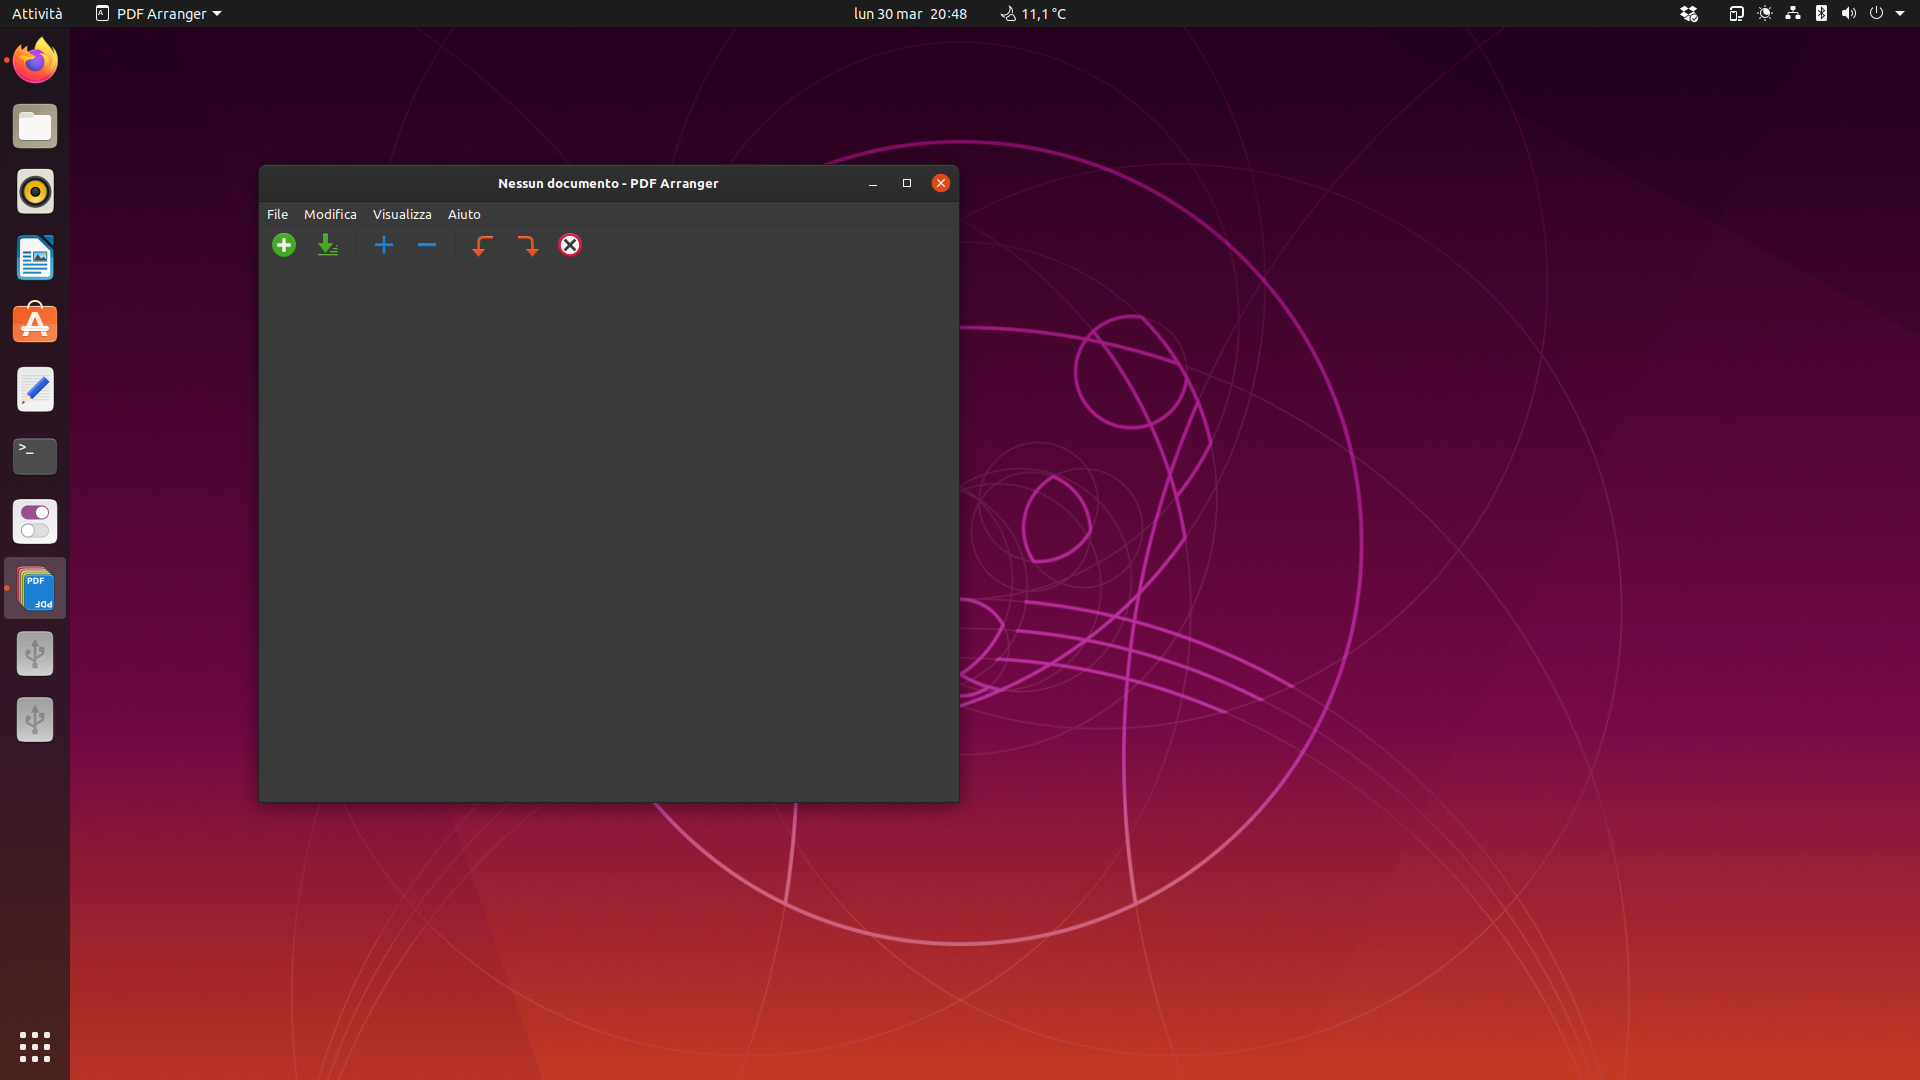 Attività
PDF Arranger
lun 30 mar 20:48
11,1 °C
Nessun documento - PDF Arranger
File Modifica Visualizza Aiuto
>_
PDF
PDF